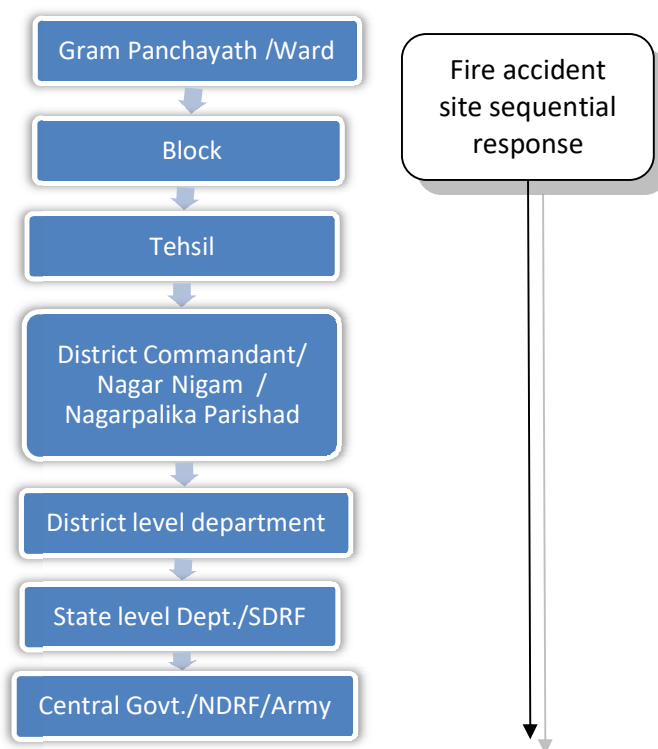 Gram Panchayath /Ward
Fire accident
site sequential
response
Block
Tehsil
District Commandant/
Nagar Nigam /
Nagarpalika Parishad
District level department
State level Dept./SDRF
Central Govt./NDRF/Army